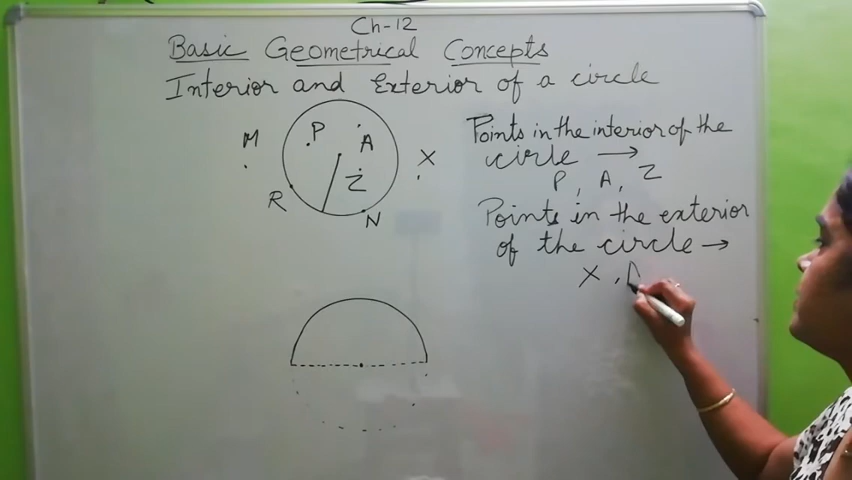 Ch-12
Basic Geometrical Concepts
Interior and Exterior of a circle
M
P
A
X
Z
R
N
Points in the interior of the
circle →
P, A, Z
Points in the exterior
of the circle →
X ,